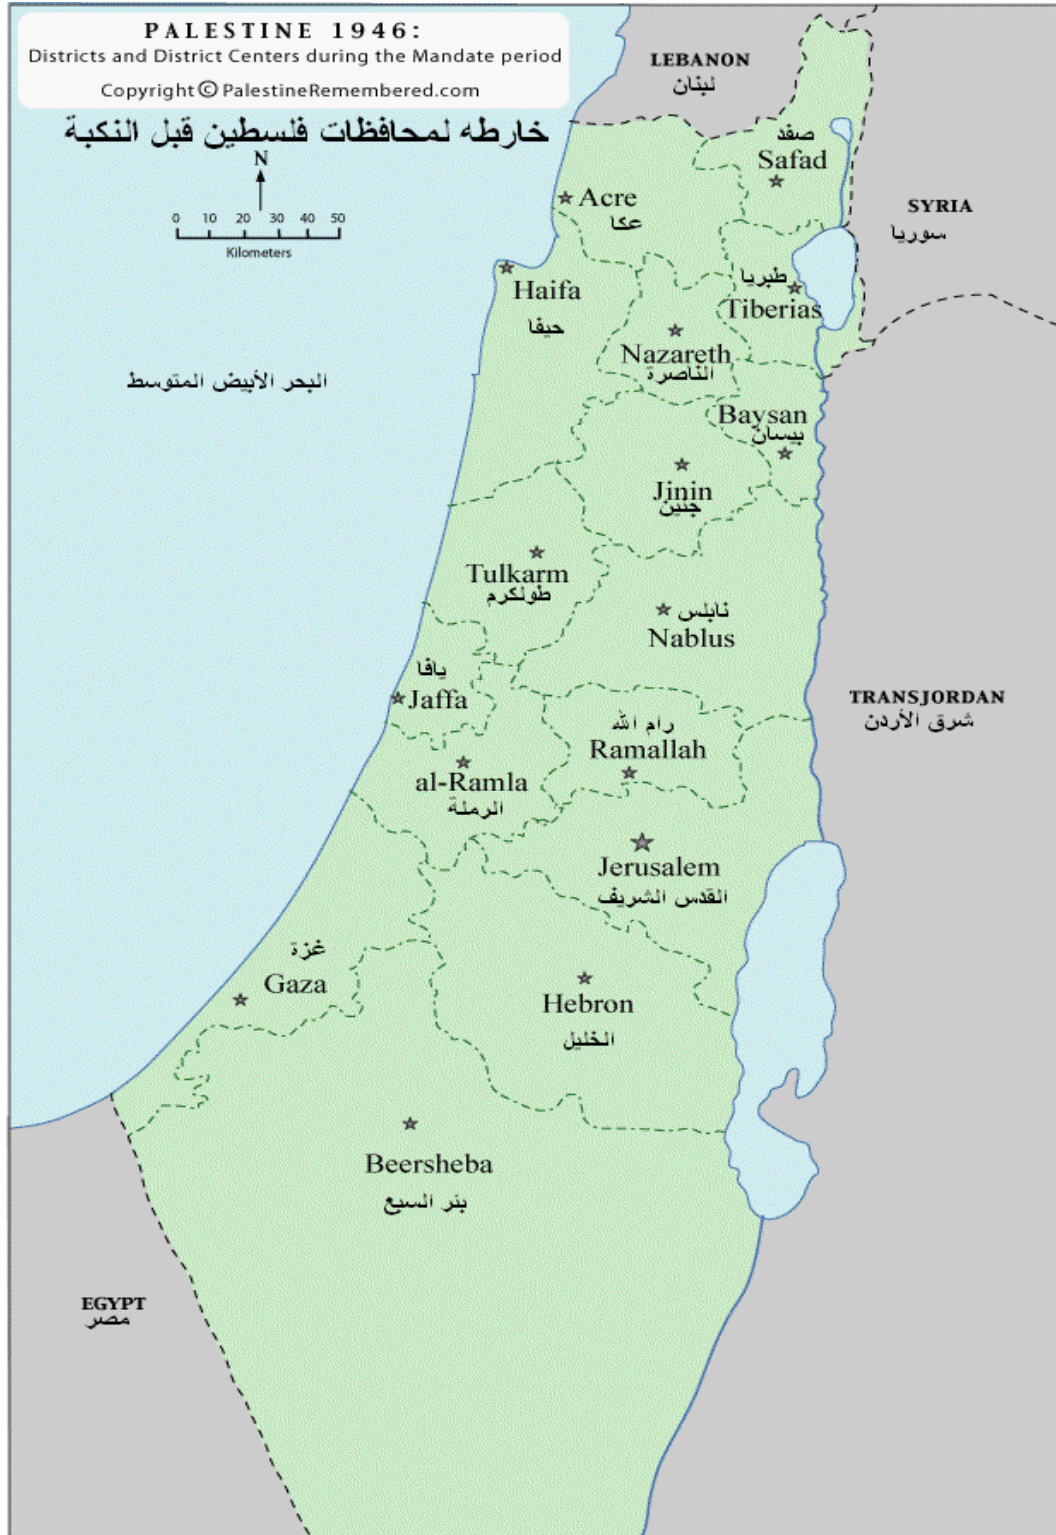 PALESTINE 1946:
Districts and District Centers during the Mandate period
Copyright © PalestineRemembered.com
خارطه لمحافظات فلسطين قبل النكبة
N
0 10 20 30 40 50
Kilometers
LEBANON
لبنان
صفد
Safad
Acre
عكا
SYRIA
سوريا
Haifa
حيفا
طبريا
Tiberias
Nazareth
الناصرة
البحر الأبيض المتوسط
Baysan
بيسان
Jinin
جنين
Tulkarm
طولكرم
نابلس
Nablus
يافا
Jaffa
TRANSJORDAN
شرق الأردن
رام الله
Ramallah
al-Ramla
الرملة
Jerusalem
القدس الشريف
غزة
Gaza
Hebron
الخليل
Beersheba
بئر السبع
EGYPT
مصر